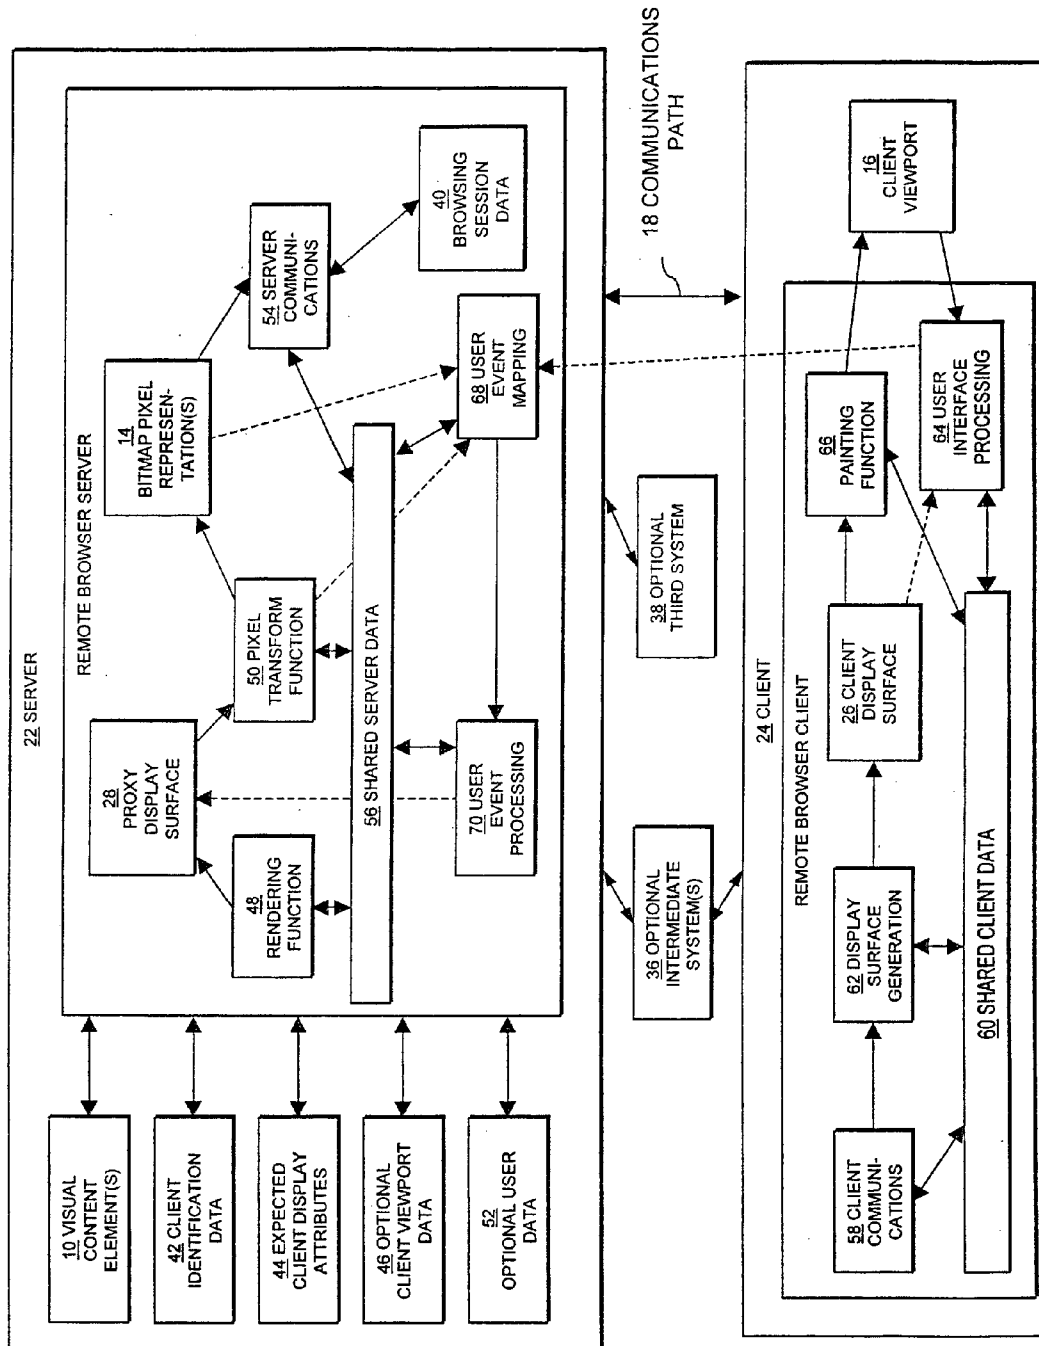 22 SERVER
REMOTE BROWSER SERVER
10 VISUAL
CONTENT
ELEMENT(S)
42 CLIENT
IDENTIFICATION
DATA
44 EXPECTED
CLIENT DISPLAY
ATTRIBUTES
46 OPTIONAL
CLIENT VIEWPORT
DATA
52
OPTIONAL USER
DATA
28
PROXY
DISPLAY
SURFACE
48
RENDERING
FUNCTION
50 PIXEL
TRANSFORM
FUNCTION
14
BITMAP PIXEL
REPRESEN-
TATION(S)
54 SERVER
COMMUNI-
CATIONS
40
BROWSING
SESSION
DATA
56 SHARED SERVER DATA
70 USER
EVENT
PROCESSING
68 USER
EVENT
MAPPING
36 OPTIONAL
INTERMEDIATE
SYSTEM(S)
38 OPTIONAL
THIRD SYSTEM
18 COMMUNICATIONS
PATH
24 CLIENT
REMOTE BROWSER CLIENT
58 CLIENT
COMMUNI-
CATIONS
62 DISPLAY
SURFACE
GENERATION
26 CLIENT
DISPLAY
SURFACE
66
PAINTING
FUNCTION
64 USER
INTERFACE
PROCESSING
16
CLIENT
VIEWPORT
60 SHARED CLIENT DATA